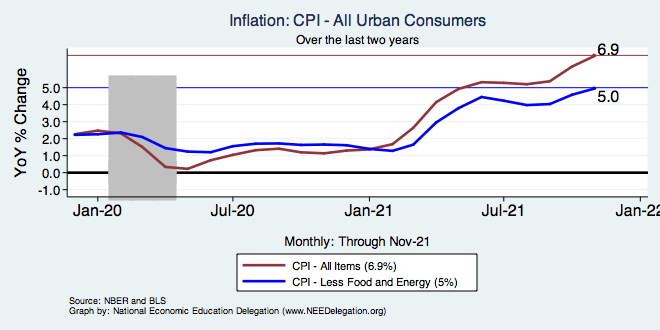 Inflation: CPI - All Urban Consumers
Over the last two years
6.9
5.0
YoY % Change
5.0
4.0
3.0
2.0
1.0
0.0
-1.0
Jan-20 Jul-20 Jan-21 Jul-21 Jan-22
Monthly: Through Nov-21
CPI - All Items (6.9%)
CPI - Less Food and Energy (5%)
Source: NBER and BLS
Graph by: National Economic Education Delegation (www.NEEDelegation.org)